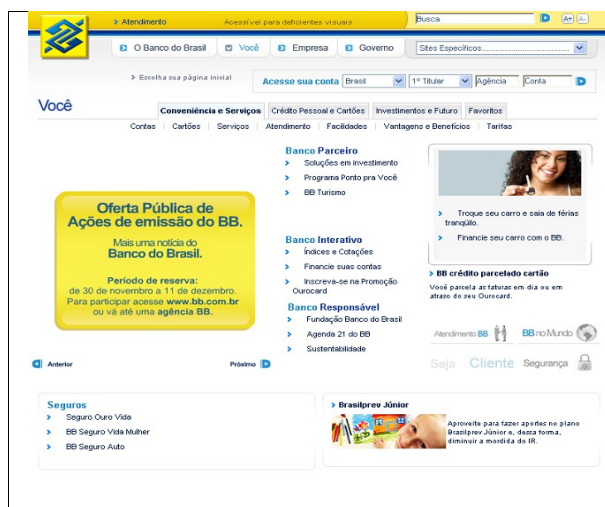 Atendimento
Acessível para deficientes visuais
Busca
A+ A-
O Banco do Brasil Você Empresa Governo
Sites Específicos
Escolha sua página inicial
Acesse sua conta Brasil 1º Titular Agência Conta
Você
Conveniência e Serviços Crédito Pessoal e Cartões Investimentos e Futuro Favoritos
Contas Cartões Serviços Atendimento Facilidades Vantagens e Benefícios Tarifas
Oferta Pública de
Ações de emissão do BB.
Mais uma notícia do
Banco do Brasil.
Período de reserva:
de 30 de novembro a 11 de dezembro.
Para participar acesse www.bb.com.br
ou vá até uma agência BB.
Anterior
Próximo
Banco Parceiro
Soluções em investimento
Programa Ponto pra Você
BB Turismo
Banco Interativo
Índices e Cotações
Financie suas contas
Inscreva-se na Promoção
Ourocard
Banco Responsável
Fundação Banco do Brasil
Agenda 21 do BB
Sustentabilidade
Troque seu carro e saia de férias
tranqüilo.
Financie seu carro com o BB.
BB crédito parcelado cartão
Você parcela as faturas em dia ou em
atraso do seu Ourocard.
Atendimento BB
BB no Mundo
Seja Cliente
Segurança
Seguros
Seguro Ouro Vida
BB Seguro Vida Mulher
BB Seguro Auto
Brasilprev Júnior
Aproveite para fazer aportes no plano
Brasilprev Júnior e, dessa forma,
diminuir a mordida do IR.